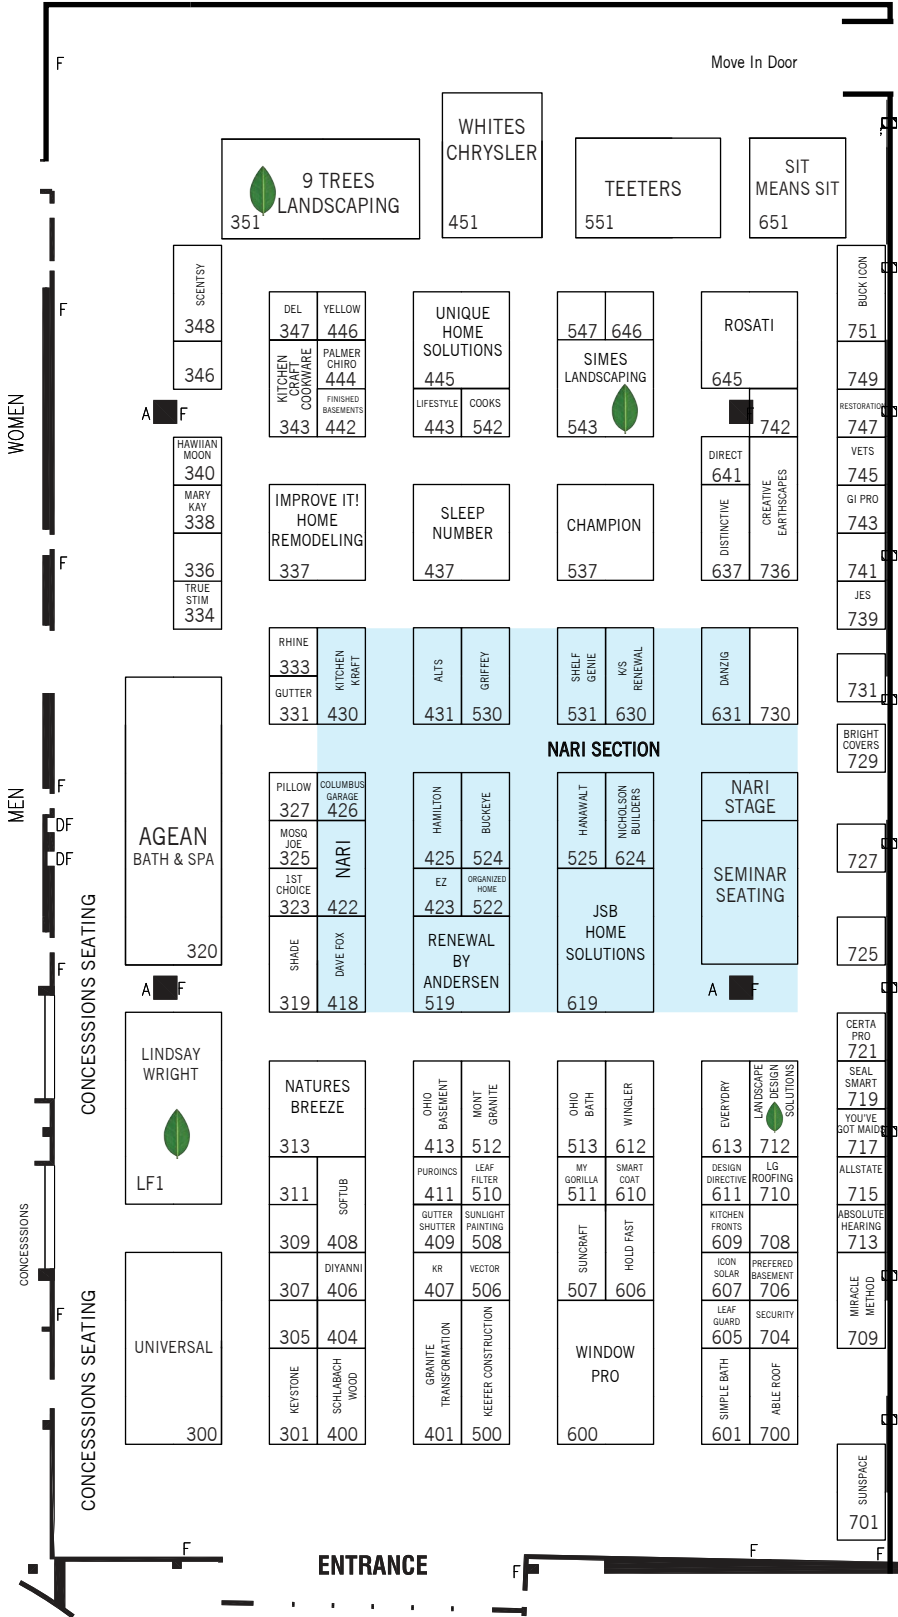 F
Move In Door
WHITES
CHRYSLER
451
9 TREES
LANDSCAPING
351
TEETERS
551
SIT
MEANS SIT
651
SCENTSY
348
346
A
F
HAWIIAN
MOON
340
MARY
KAY
338
336
TRUE
STIM
334
DEL
347
YELLOW
446
KITCHEN
CRAFT
COOKWARE
343
PALMER
CHIRO
444
FINISHED
BASEMENTS
442
UNIQUE
HOME
SOLUTIONS
445
LIFESTYLE
443
COOKS
542
547
646
SIMES
LANDSCAPING
543
ROSATI
645
742
DIRECT
641
CREATIVE
EARTHSCAPES
736
DISTINCTIVE
637
BUCK ICON
751
749
RESTORATION
747
VETS
745
GI PRO
743
741
JES
739
731
BRIGHT
COVERS
729
727
725
F
WOMEN
F
IMPROVE IT!
HOME
REMODELING
337
SLEEP
NUMBER
437
CHAMPION
537
RHINE
333
GUTTER
331
KITCHEN
KRAFT
430
ALTS
431
GRIFFEY
530
SHELF
GENIE
531
K/S
RENEWAL
630
DANZIG
631
730
NARI SECTION
MEN
F
DF
DF
F
AGEAN
BATH & SPA
320
PILLOW
327
COLUMBUS
GARAGE
426
MOSQ
JOE
325
NARI
422
1ST
CHOICE
323
SHADE
319
DAVE FOX
418
HAMILTON
425
BUCKEYE
524
EZ
423
ORGANIZED
HOME
522
RENEWAL
BY
ANDERSEN
519
HANAWALT
525
NICHOLSON
BUILDERS
624
JSB
HOME
SOLUTIONS
619
NARI
STAGE
SEMINAR
SEATING
A
F
A
F
CONCESSSIONS SEATING
LINDSAY
WRIGHT
LF1
NATURES
BREEZE
313
311
SOFTUB
408
309
307
DIYANNI
406
305
404
KEYSTONE
301
SCHLABACH
WOOD
400
OHIO
BASEMENT
413
MONT
GRANITE
512
PUROINCS
411
LEAF
FILTER
510
GUTTER
SHUTTER
409
SUNLIGHT
PAINTING
508
KR
407
VECTOR
506
GRANITE
TRANSFORMATION
401
KEEFER CONSTRUCTION
500
OHIO
BATH
513
WINGLER
612
MY
GORILLA
511
SMART
COAT
610
SUNCRAFT
507
HOLD FAST
606
WINDOW
PRO
600
EVERYDRY
613
LANDSCAPE
DESIGN
SOLUTIONS
712
DESIGN
DIRECTIVE
611
LG
ROOFING
710
KITCHEN
FRONTS
609
708
ICON
SOLAR
607
PREFERED
BASEMENT
706
LEAF
GUARD
605
SECURITY
704
SIMPLE BATH
601
ABLE ROOF
700
CERTA
PRO
721
SEAL
SMART
719
YOU'VE
GOT MAIDS
717
ALLSTATE
715
ABSOLUTE
HEARING
713
MIRACLE
METHOD
709
SUNSPACE
701
CONCESSSIONS
F
CONCESSSIONS SEATING
UNIVERSAL
300
F
ENTRANCE
F
F
F